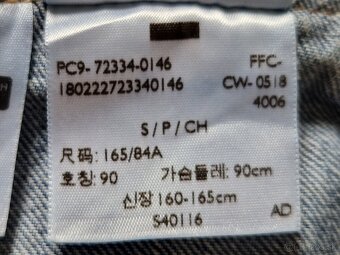 PC9- 72334-0146 FFC-
180222723340146 CW- 0518
4006
S / P / CH
尺码: 165/84A
호칭: 90 가슴둘레: 90cm
신장 160-165cm
S40116 AD